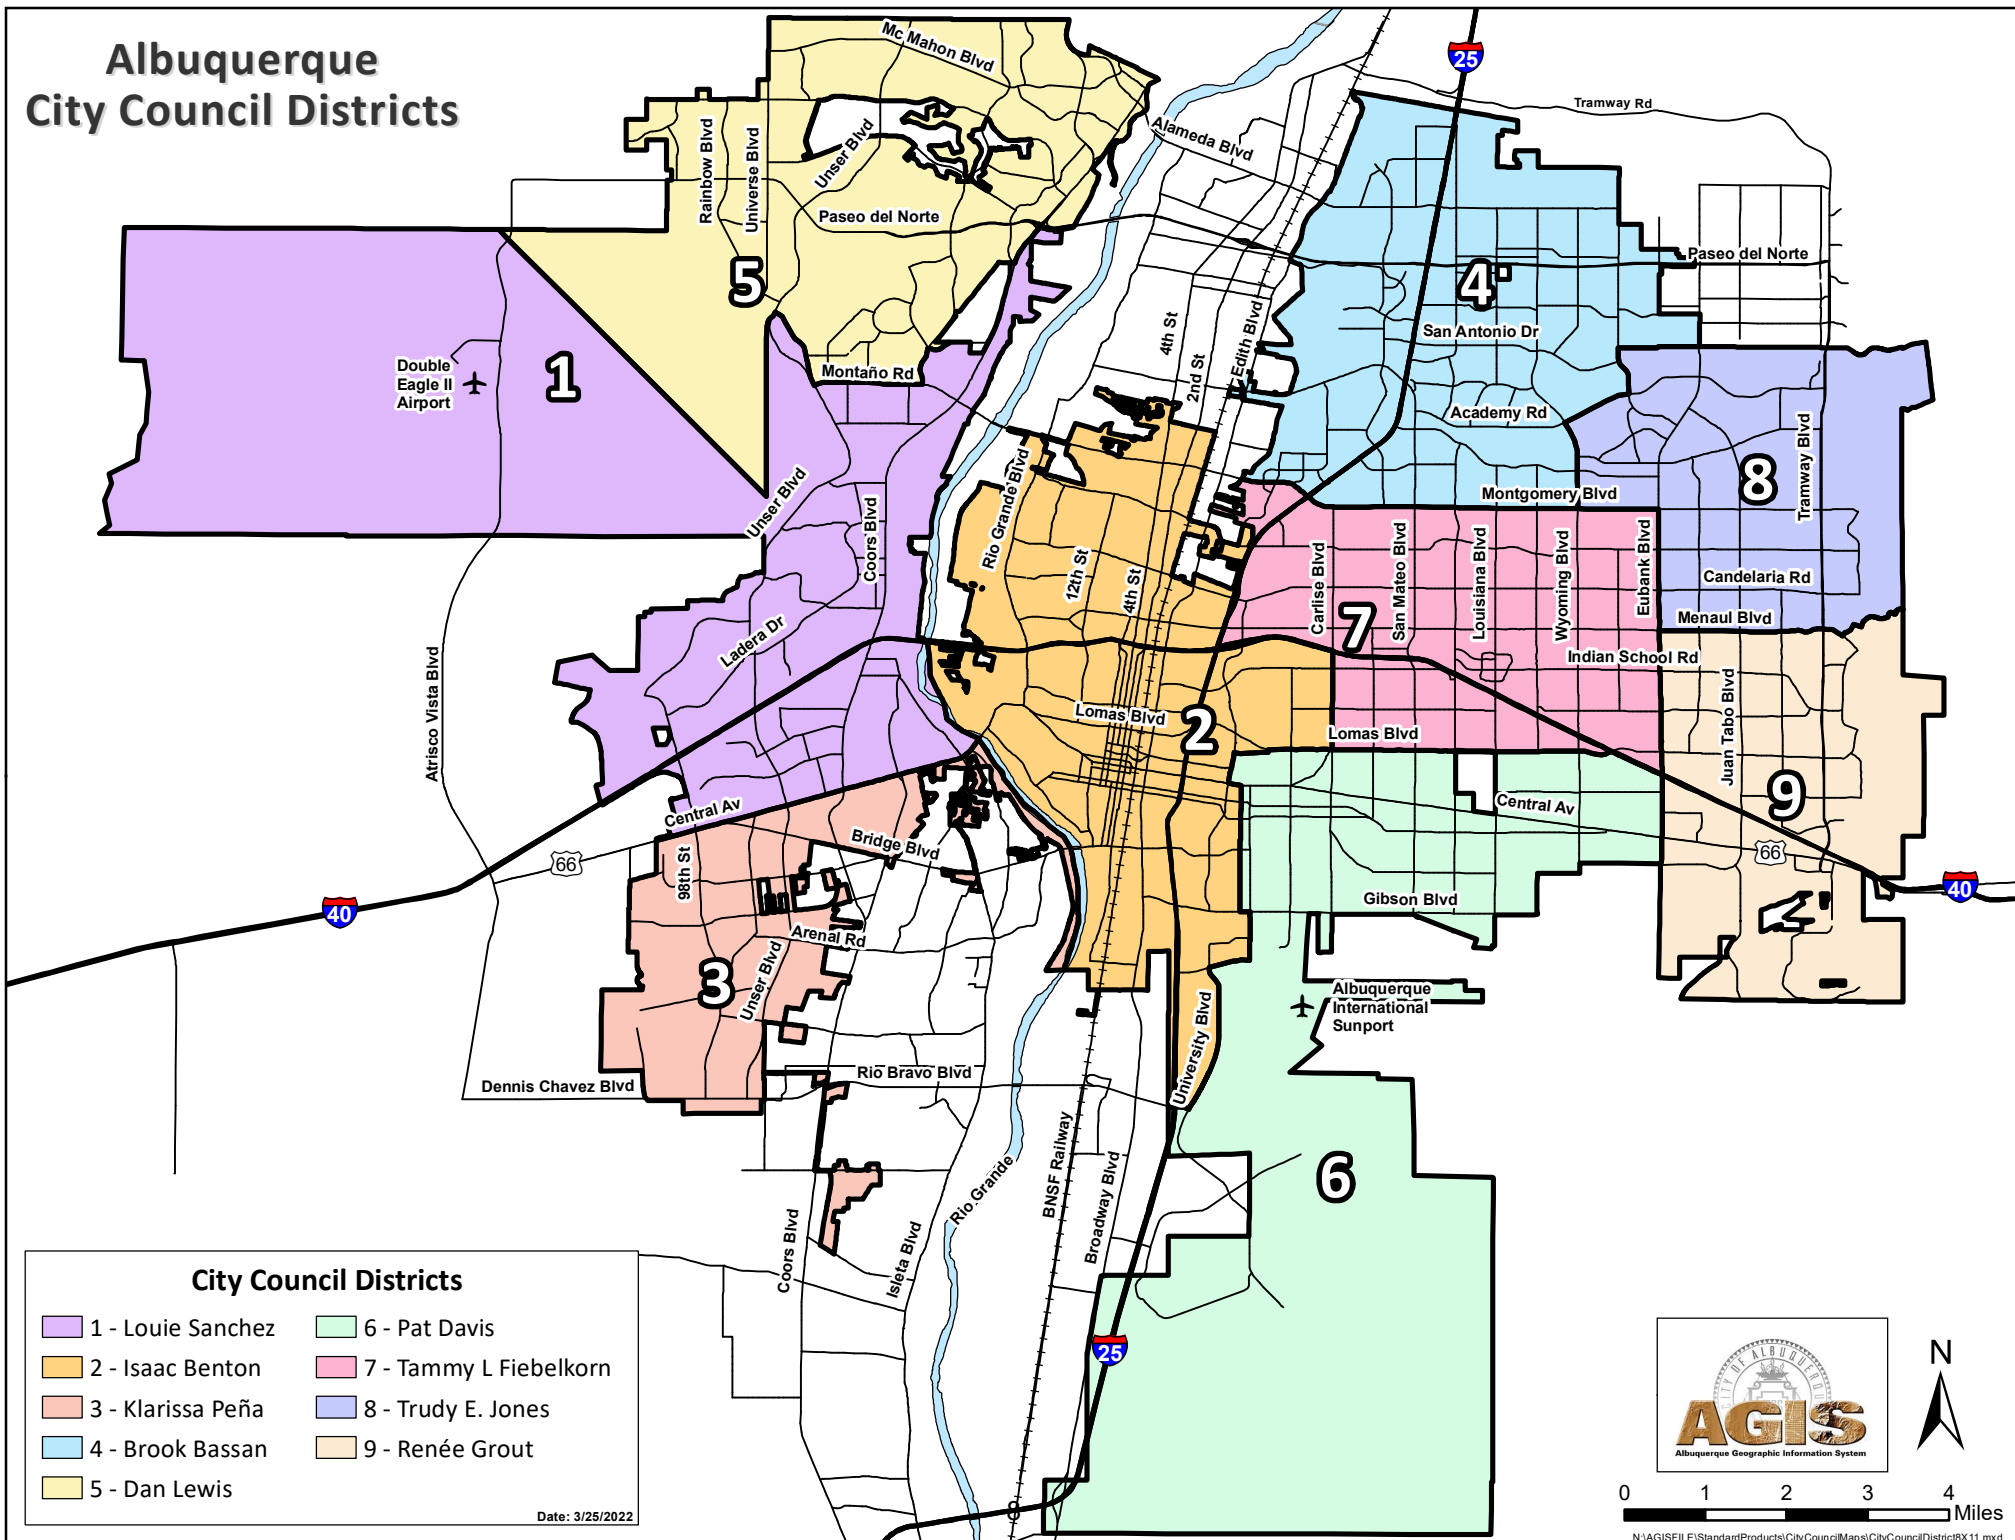 Albuquerque
City Council Districts
Mc Mahon Blvd
25
Tramway Rd
Alameda Blvd
Rainbow Blvd
Universe Blvd
Unser Blvd
Paseo del Norte
Paseo del Norte
5
4
San Antonio Dr
4th St
2nd St
Edith Blvd
Double
Eagle II
Airport
1
Montaño Rd
Academy Rd
Tramway Blvd
8
Montgomery Blvd
Unser Blvd
Coors Blvd
Rio Grande Blvd
12th St
4th St
Carlise Blvd
San Mateo Blvd
Louisiana Blvd
Wyoming Blvd
Eubank Blvd
Candelaria Rd
Menaul Blvd
7
Indian School Rd
Ladera Dr
Atrisco Vista Blvd
Lomas Blvd
2
Lomas Blvd
Juan Tabo Blvd
9
Central Av
Central Av
Bridge Blvd
66
66
98th St
40
40
Gibson Blvd
Arenal Rd
3
Unser Blvd
Albuquerque
International
Sunport
University Blvd
Rio Bravo Blvd
Dennis Chavez Blvd
BNSF Railway
Broadway Blvd
Rio Grande
6
Coors Blvd
Isleta Blvd
25
City Council Districts
1 - Louie Sanchez
2 - Isaac Benton
3 - Klarissa Peña
4 - Brook Bassan
5 - Dan Lewis
6 - Pat Davis
7 - Tammy L Fiebelkorn
8 - Trudy E. Jones
9 - Renée Grout
Date: 3/25/2022
CITY OF ALBUQUERQUE
AGIS
Albuquerque Geographic Information System
N
0 1 2 3 4
Miles
N:\AGISFILE\StandardProducts\CityCouncilMaps\CityCouncilDistrict8X11.mxd